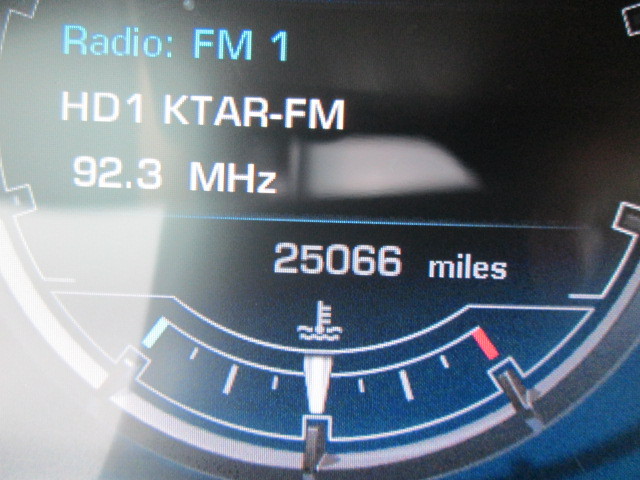 Radio: FM 1
HD1 KTAR-FM
92.3 MHz
25066 miles